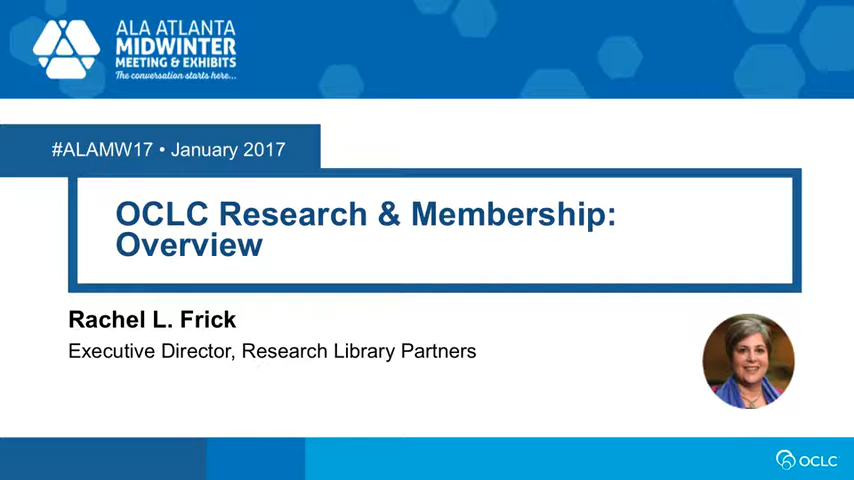 ALA ATLANTA
MIDWINTER
MEETING & EXHIBITS
The conversation starts here...
#ALAMW17 • January 2017
OCLC Research & Membership:
Overview
Rachel L. Frick
Executive Director, Research Library Partners
OCLC